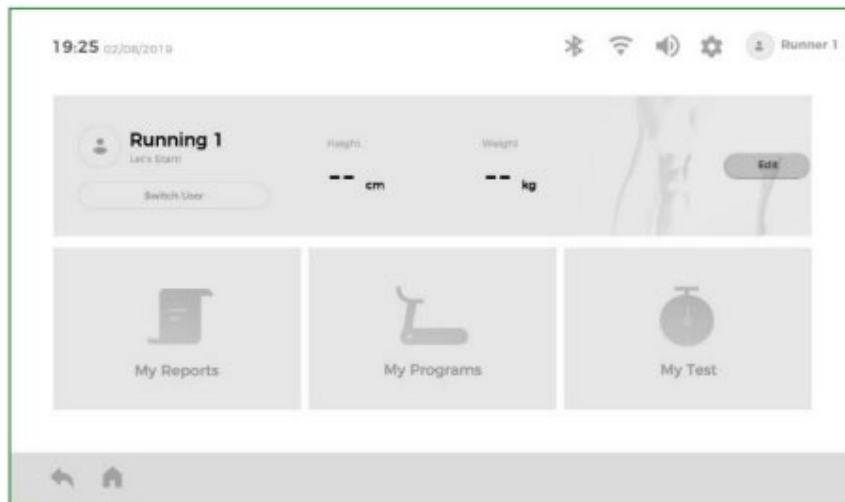 19:25 02/08/2019
Runner 1
Running 1
Let's Start!
Switch User
Height
-- cm
Weight
-- kg
Edit
My Reports
My Programs
My Test